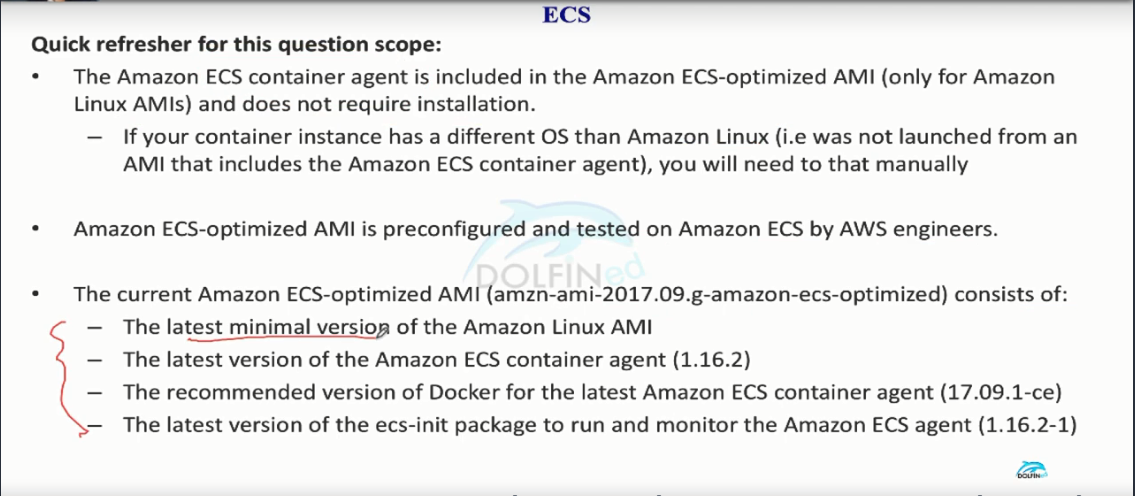 ECS
Quick refresher for this question scope:
• The Amazon ECS container agent is included in the Amazon ECS-optimized AMI (only for Amazon
Linux AMIs) and does not require installation.
– If your container instance has a different OS than Amazon Linux (i.e was not launched from an
AMI that includes the Amazon ECS container agent), you will need to that manually
• Amazon ECS-optimized AMI is preconfigured and tested on Amazon ECS by AWS engineers.
DOLFINed
• The current Amazon ECS-optimized AMI (amzn-ami-2017.09.g-amazon-ecs-optimized) consists of:
– The latest minimal version of the Amazon Linux AMI
– The latest version of the Amazon ECS container agent (1.16.2)
– The recommended version of Docker for the latest Amazon ECS container agent (17.09.1-ce)
– The latest version of the ecs-init package to run and monitor the Amazon ECS agent (1.16.2-1)
DOLFINed